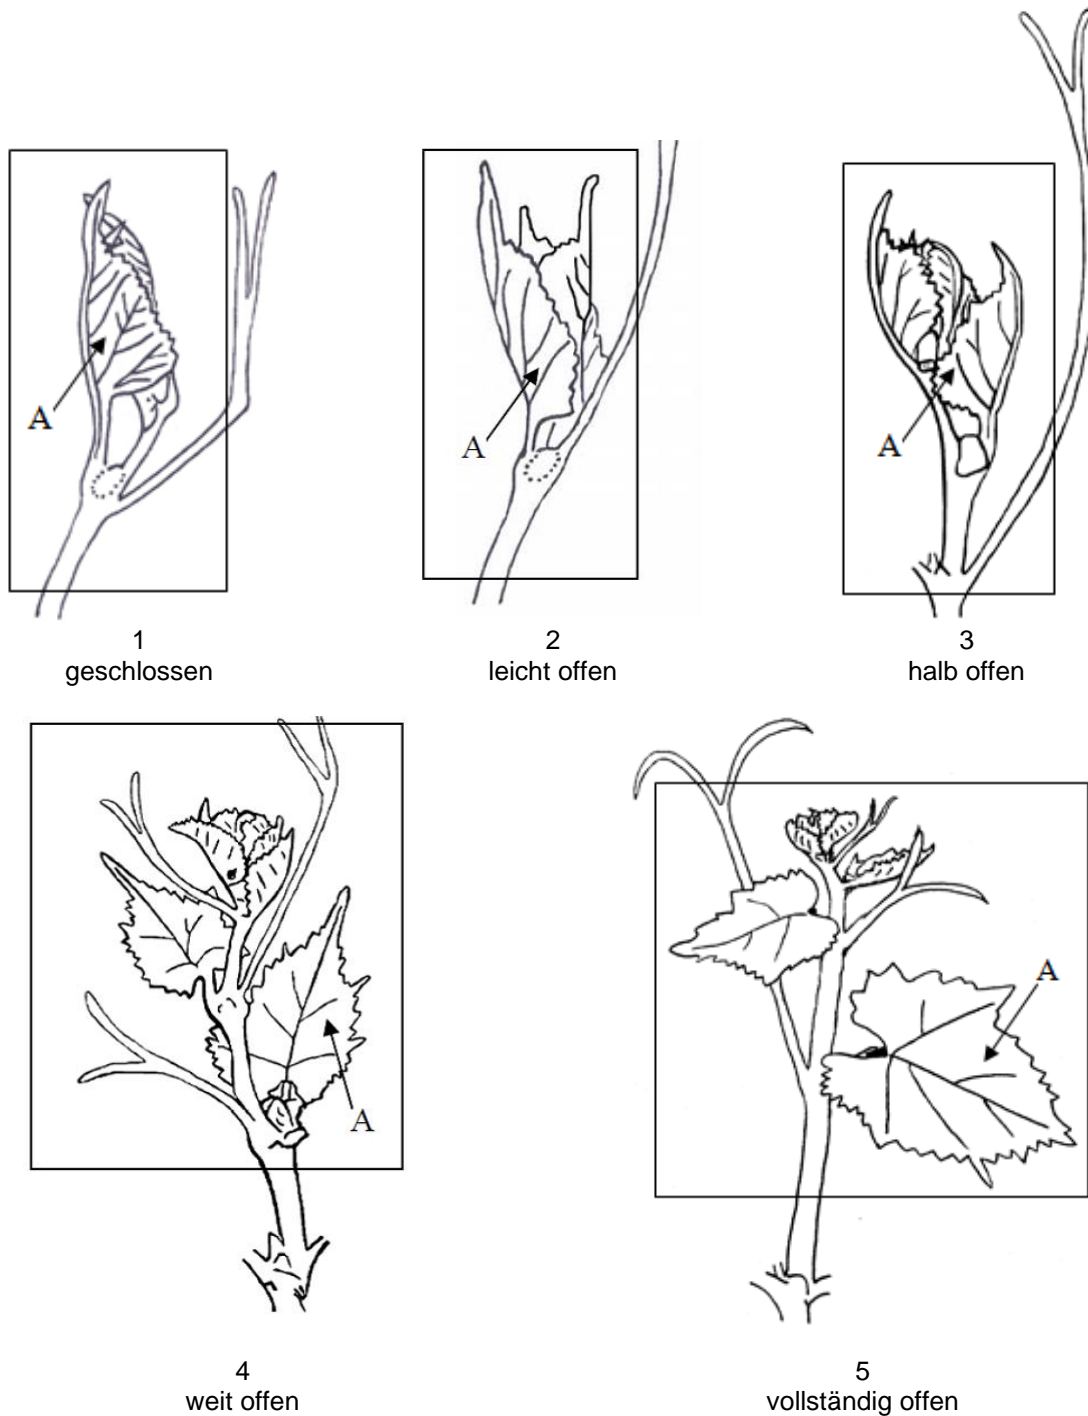 A
A
A
1
geschlossen
2
leicht offen
3
halb offen
A
A
4
weit offen
5
vollständig offen